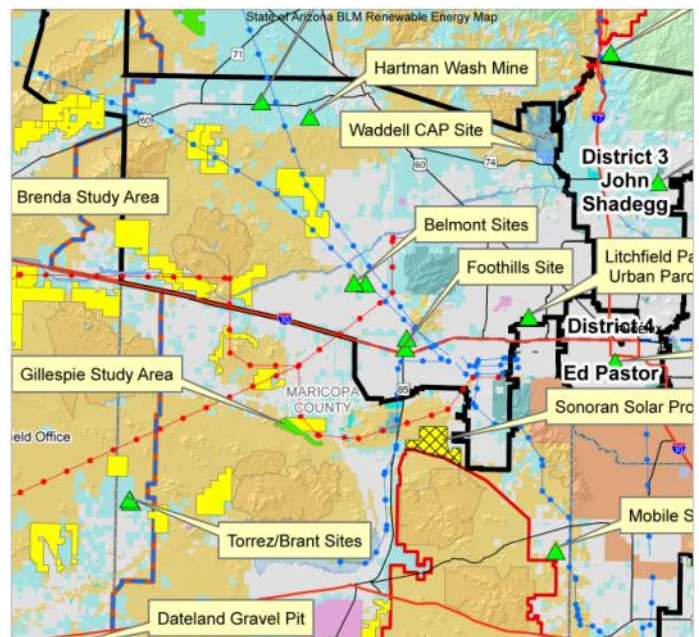 State of Arizona BLM Renewable Energy Map
71
Hartman Wash Mine
17
60
Waddell CAP Site
60
74
District 3
John
Shadegg
Brenda Study Area
Belmont Sites
Litchfield Pa
Urban Parc
Foothills Site
10
District 4
Ed Pastor
Gillespie Study Area
85
MARICOPA
COUNTY
Sonoran Solar Pro
eld Office
10
Mobile S
Torrez/Brant Sites
Dateland Gravel Pit